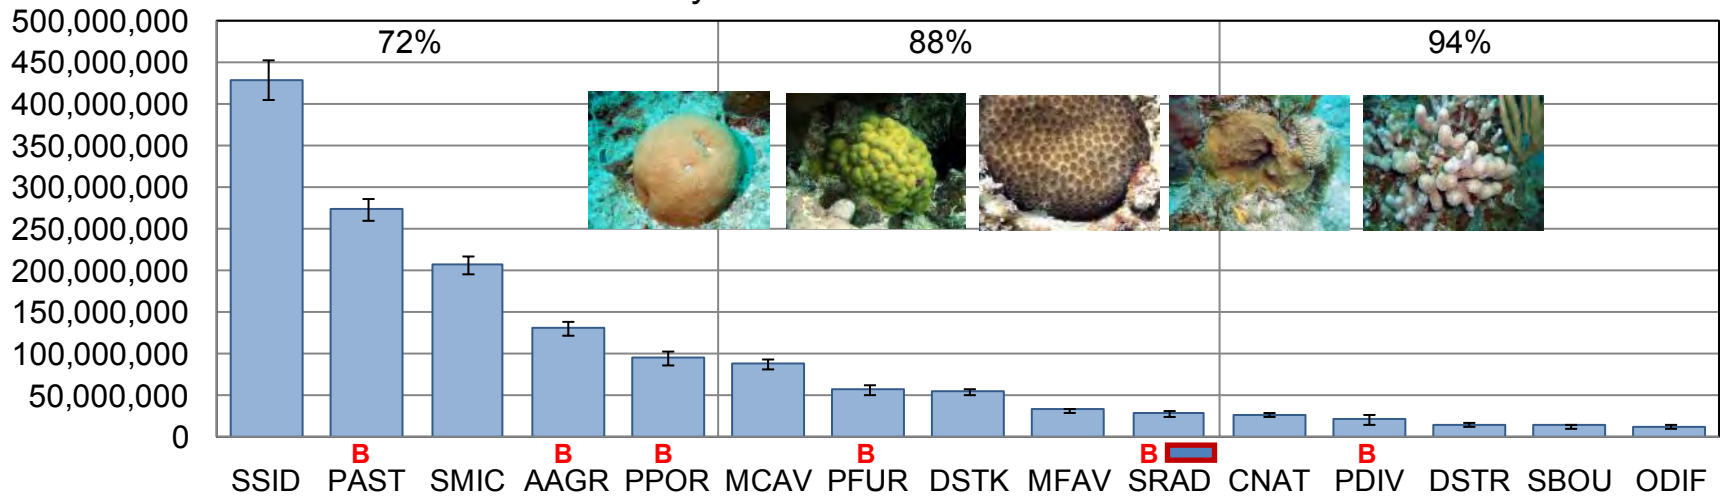 y
500,000,000
72% 88% 94%
450,000,000
400,000,000
350,000,000
300,000,000
250,000,000
200,000,000
150,000,000
100,000,000
50,000,000
0
B B B B B B
SSID PAST SMIC AAGR PPOR MCAV PFUR DSTK MFAV SRAD CNAT PDIV DSTR SBOU ODIF